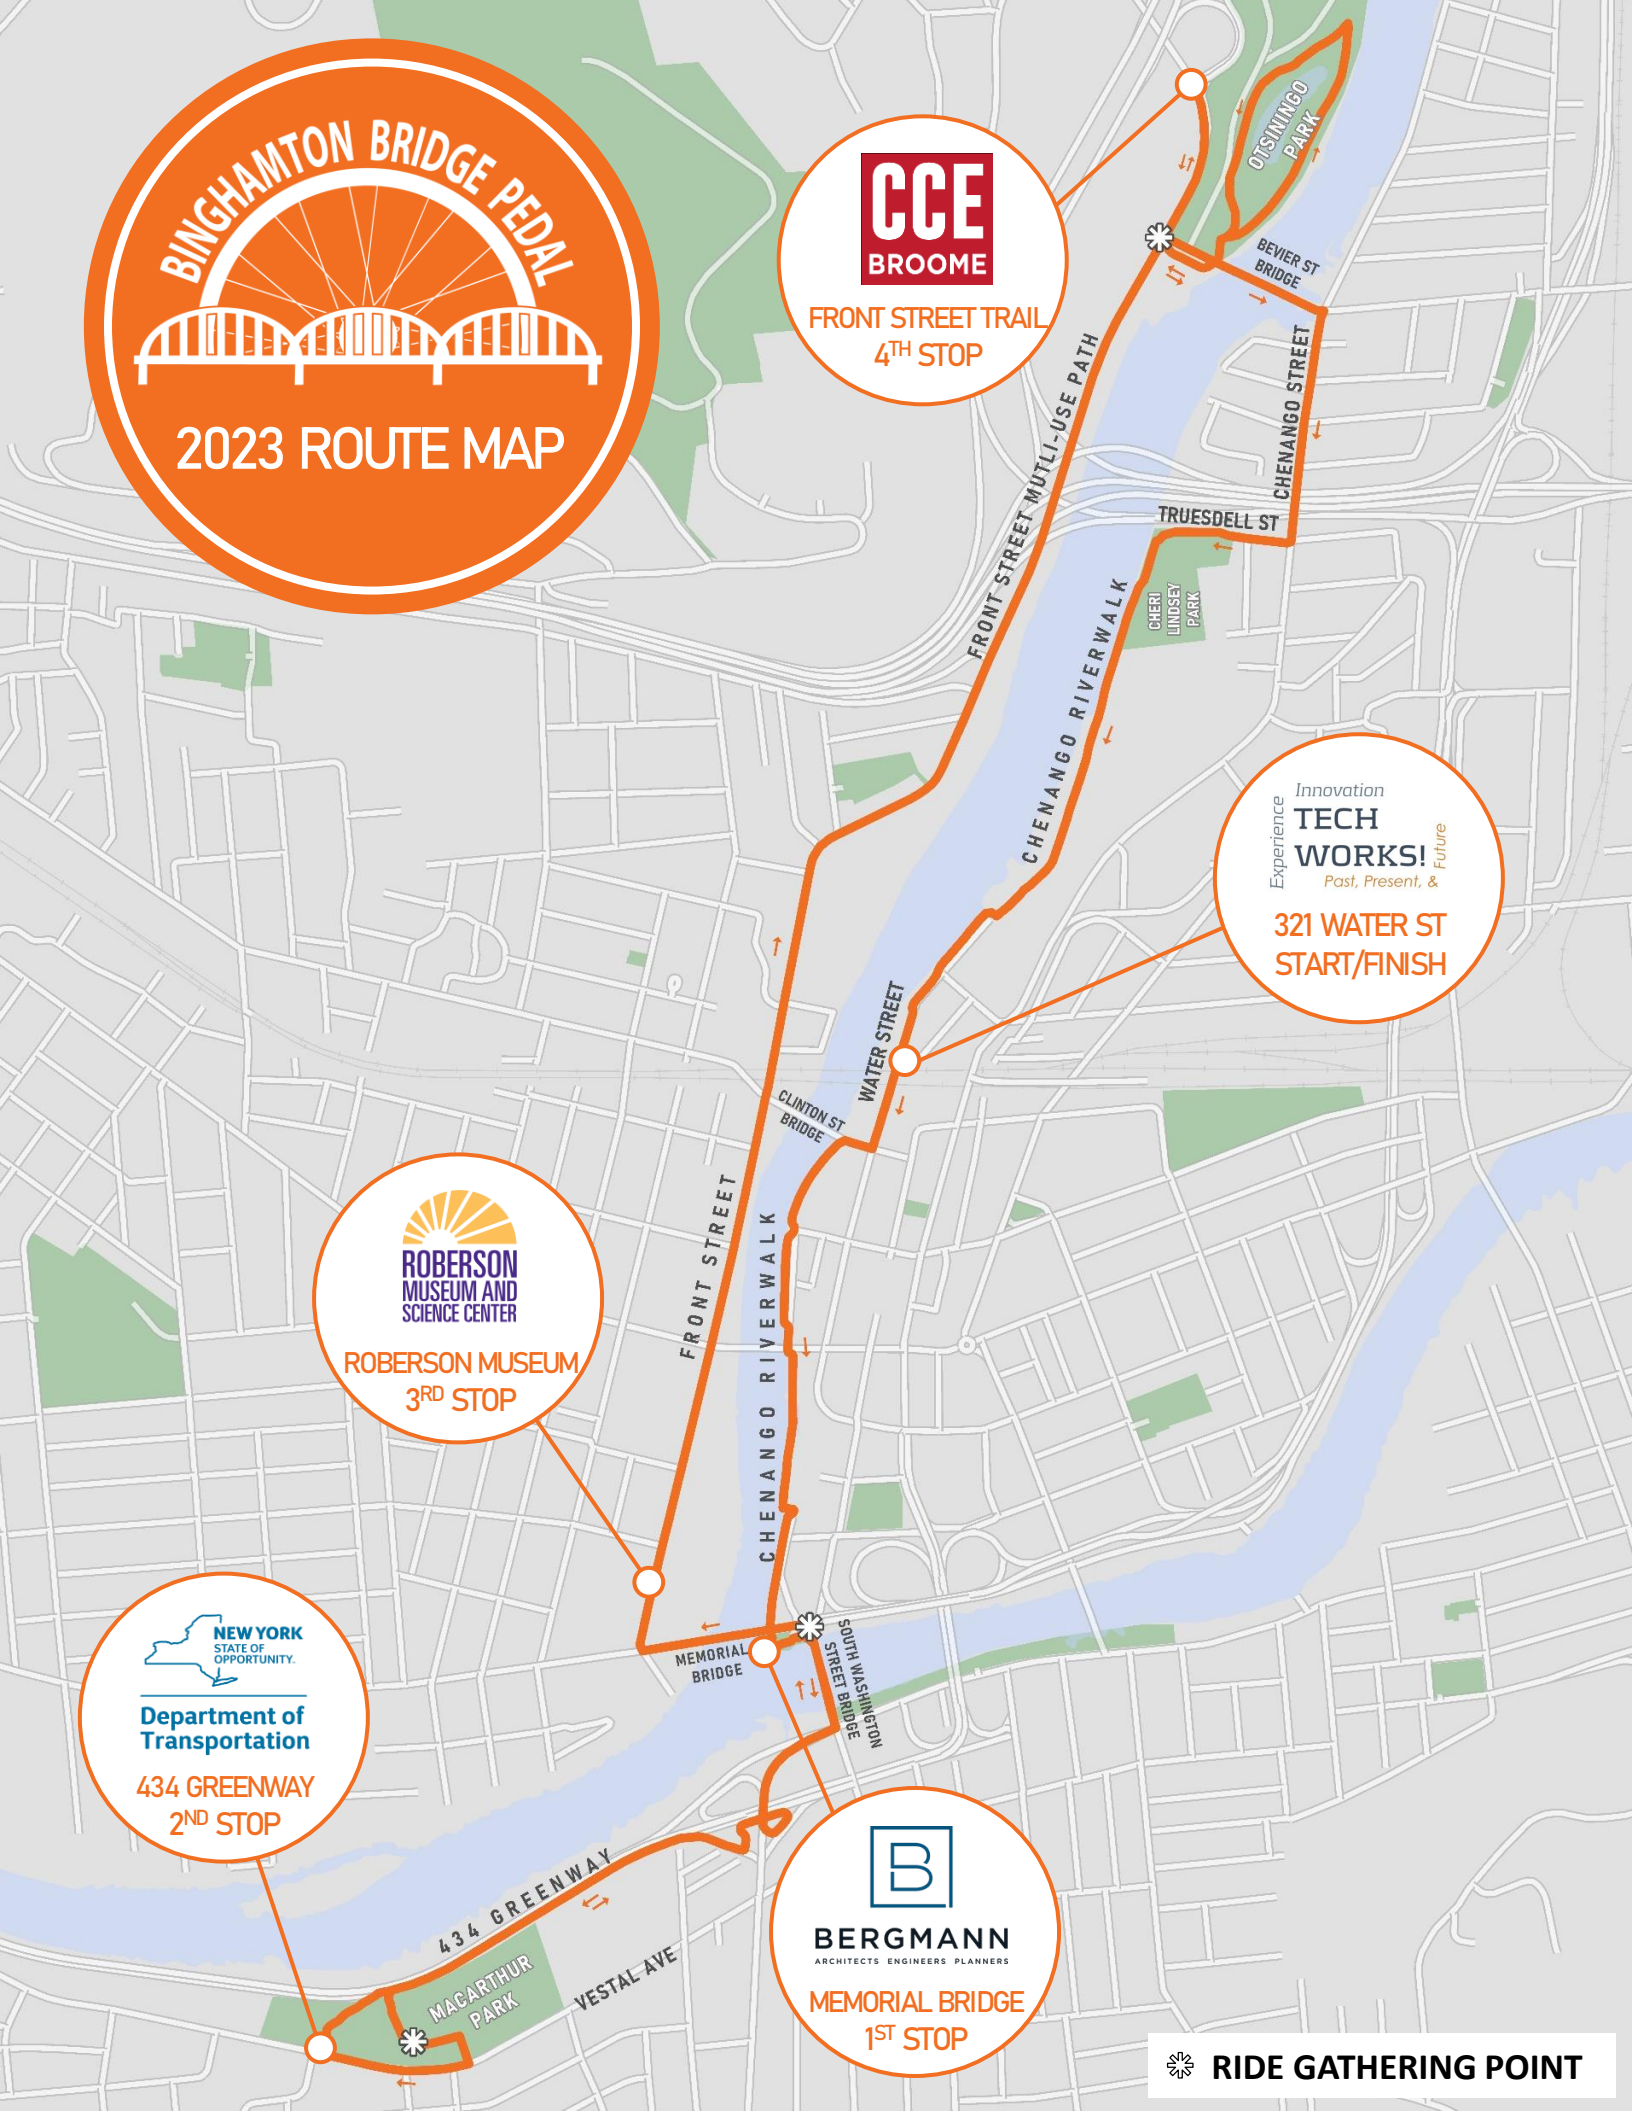 BINGHAMTON BRIDGE PEDAL
2023 ROUTE MAP
CCE
BROOME
FRONT STREET TRAIL
4TH STOP
OTSININGO
PARK
BEVIER ST
BRIDGE
CHENANGO STREET
FRONT STREET MUTLI-USE PATH
TRUESDELL ST
CHERI
LINDSEY
PARK
CHENANGO RIVERWALK
Experience
Innovation
TECH
WORKS!
Past, Present, &
Future
321 WATER ST
START/FINISH
WATER STREET
CLINTON ST
BRIDGE
FRONT STREET
CHENANGO RIVERWALK
ROBERSON
MUSEUM AND
SCIENCE CENTER
ROBERSON MUSEUM
3RD STOP
MEMORIAL
BRIDGE
SOUTH WASHINGTON
STREET BRIDGE
NEW YORK
STATE OF
OPPORTUNITY.
Department of
Transportation
434 GREENWAY
2ND STOP
434 GREENWAY
MACARTHUR
PARK
VESTAL AVE
B
BERGMANN
ARCHITECTS ENGINEERS PLANNERS
MEMORIAL BRIDGE
1ST STOP
RIDE GATHERING POINT